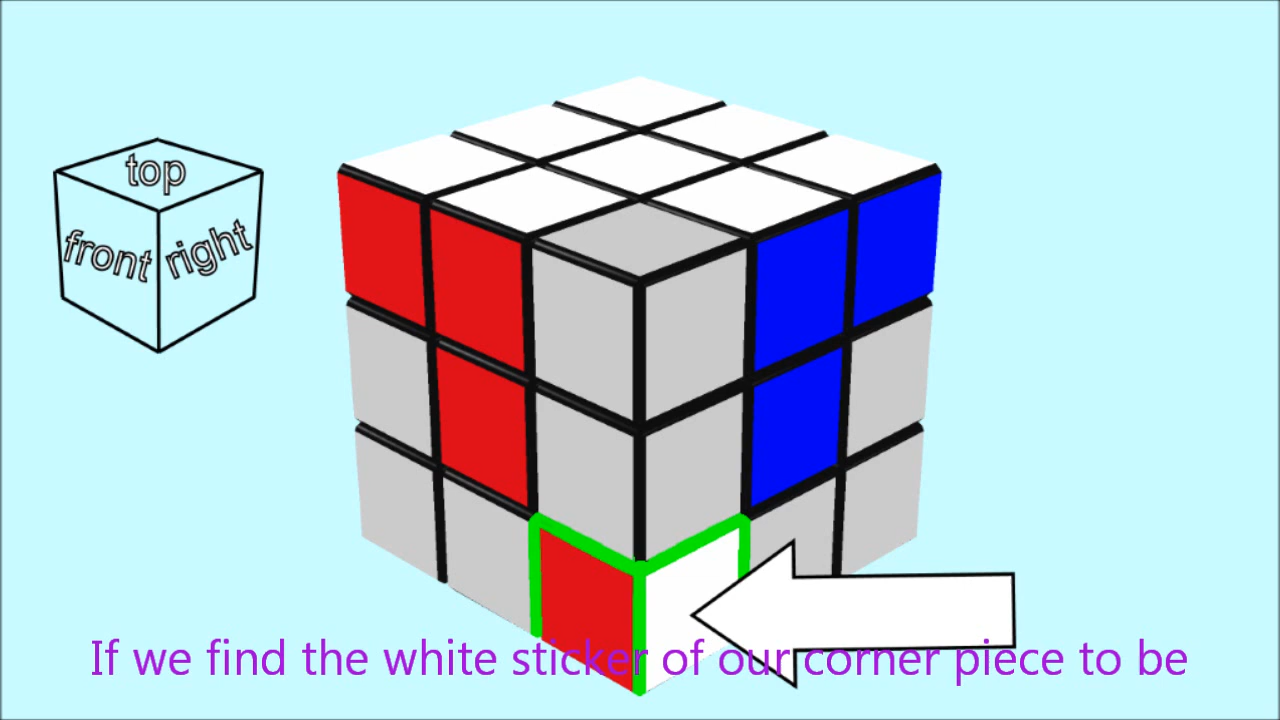 top
front right
If we find the white sticker of our corner piece to be